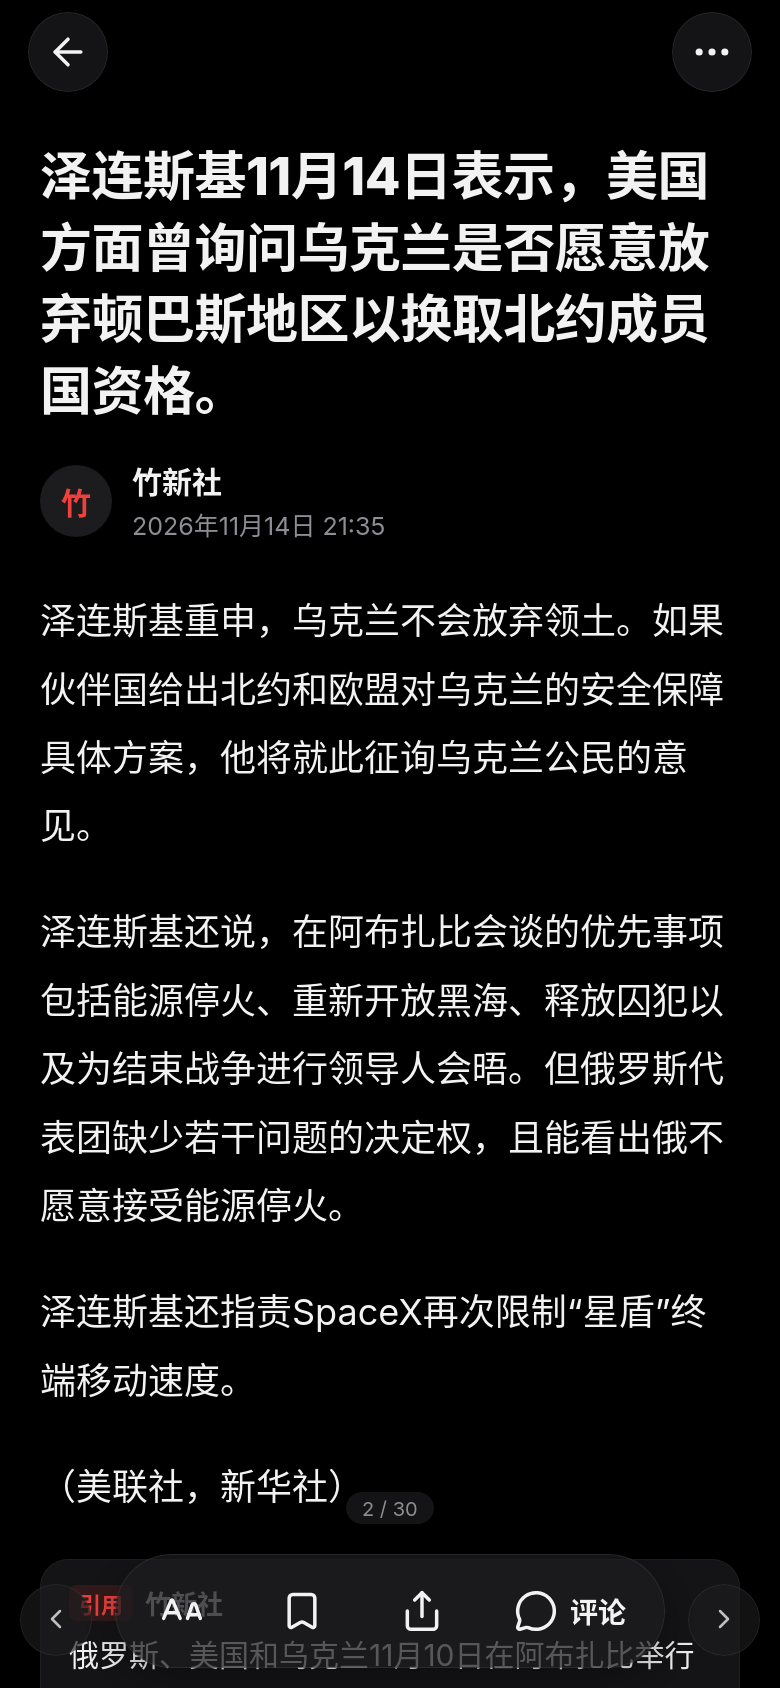 泽连斯基11月14日表示，美国
方面曾询问乌克兰是否愿意放
弃顿巴斯地区以换取北约成员
国资格。
竹
竹新社
2026年11月14日 21:35
泽连斯基重申，乌克兰不会放弃领土。如果
伙伴国给出北约和欧盟对乌克兰的安全保障
具体方案，他将就此征询乌克兰公民的意
见。
泽连斯基还说，在阿布扎比会谈的优先事项
包括能源停火、重新开放黑海、释放囚犯以
及为结束战争进行领导人会晤。但俄罗斯代
表团缺少若干问题的决定权，且能看出俄不
愿意接受能源停火。
泽连斯基还指责SpaceX再次限制“星盾”终
端移动速度。
（美联社，新华社）
2 / 30
引用 竹新社
AA 评论
俄罗斯、美国和乌克兰11月10日在阿布扎比举行